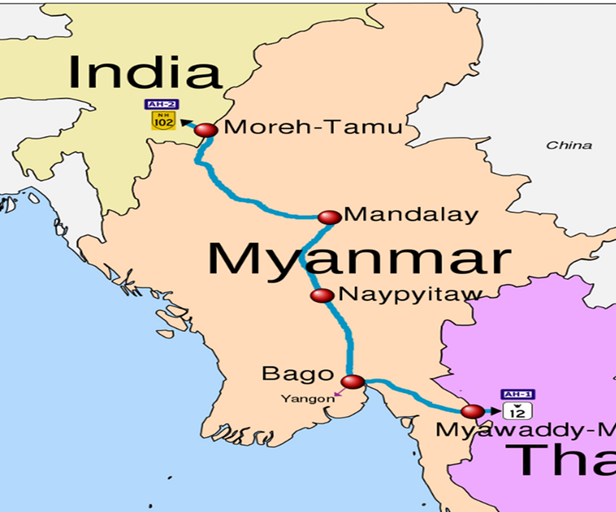 India
AH-2
NH
102
Moreh-Tamu
China
Mandalay
Myanmar
Naypyitaw
Bago
Yangon
AH-1
12
Myawaddy-M
Tha